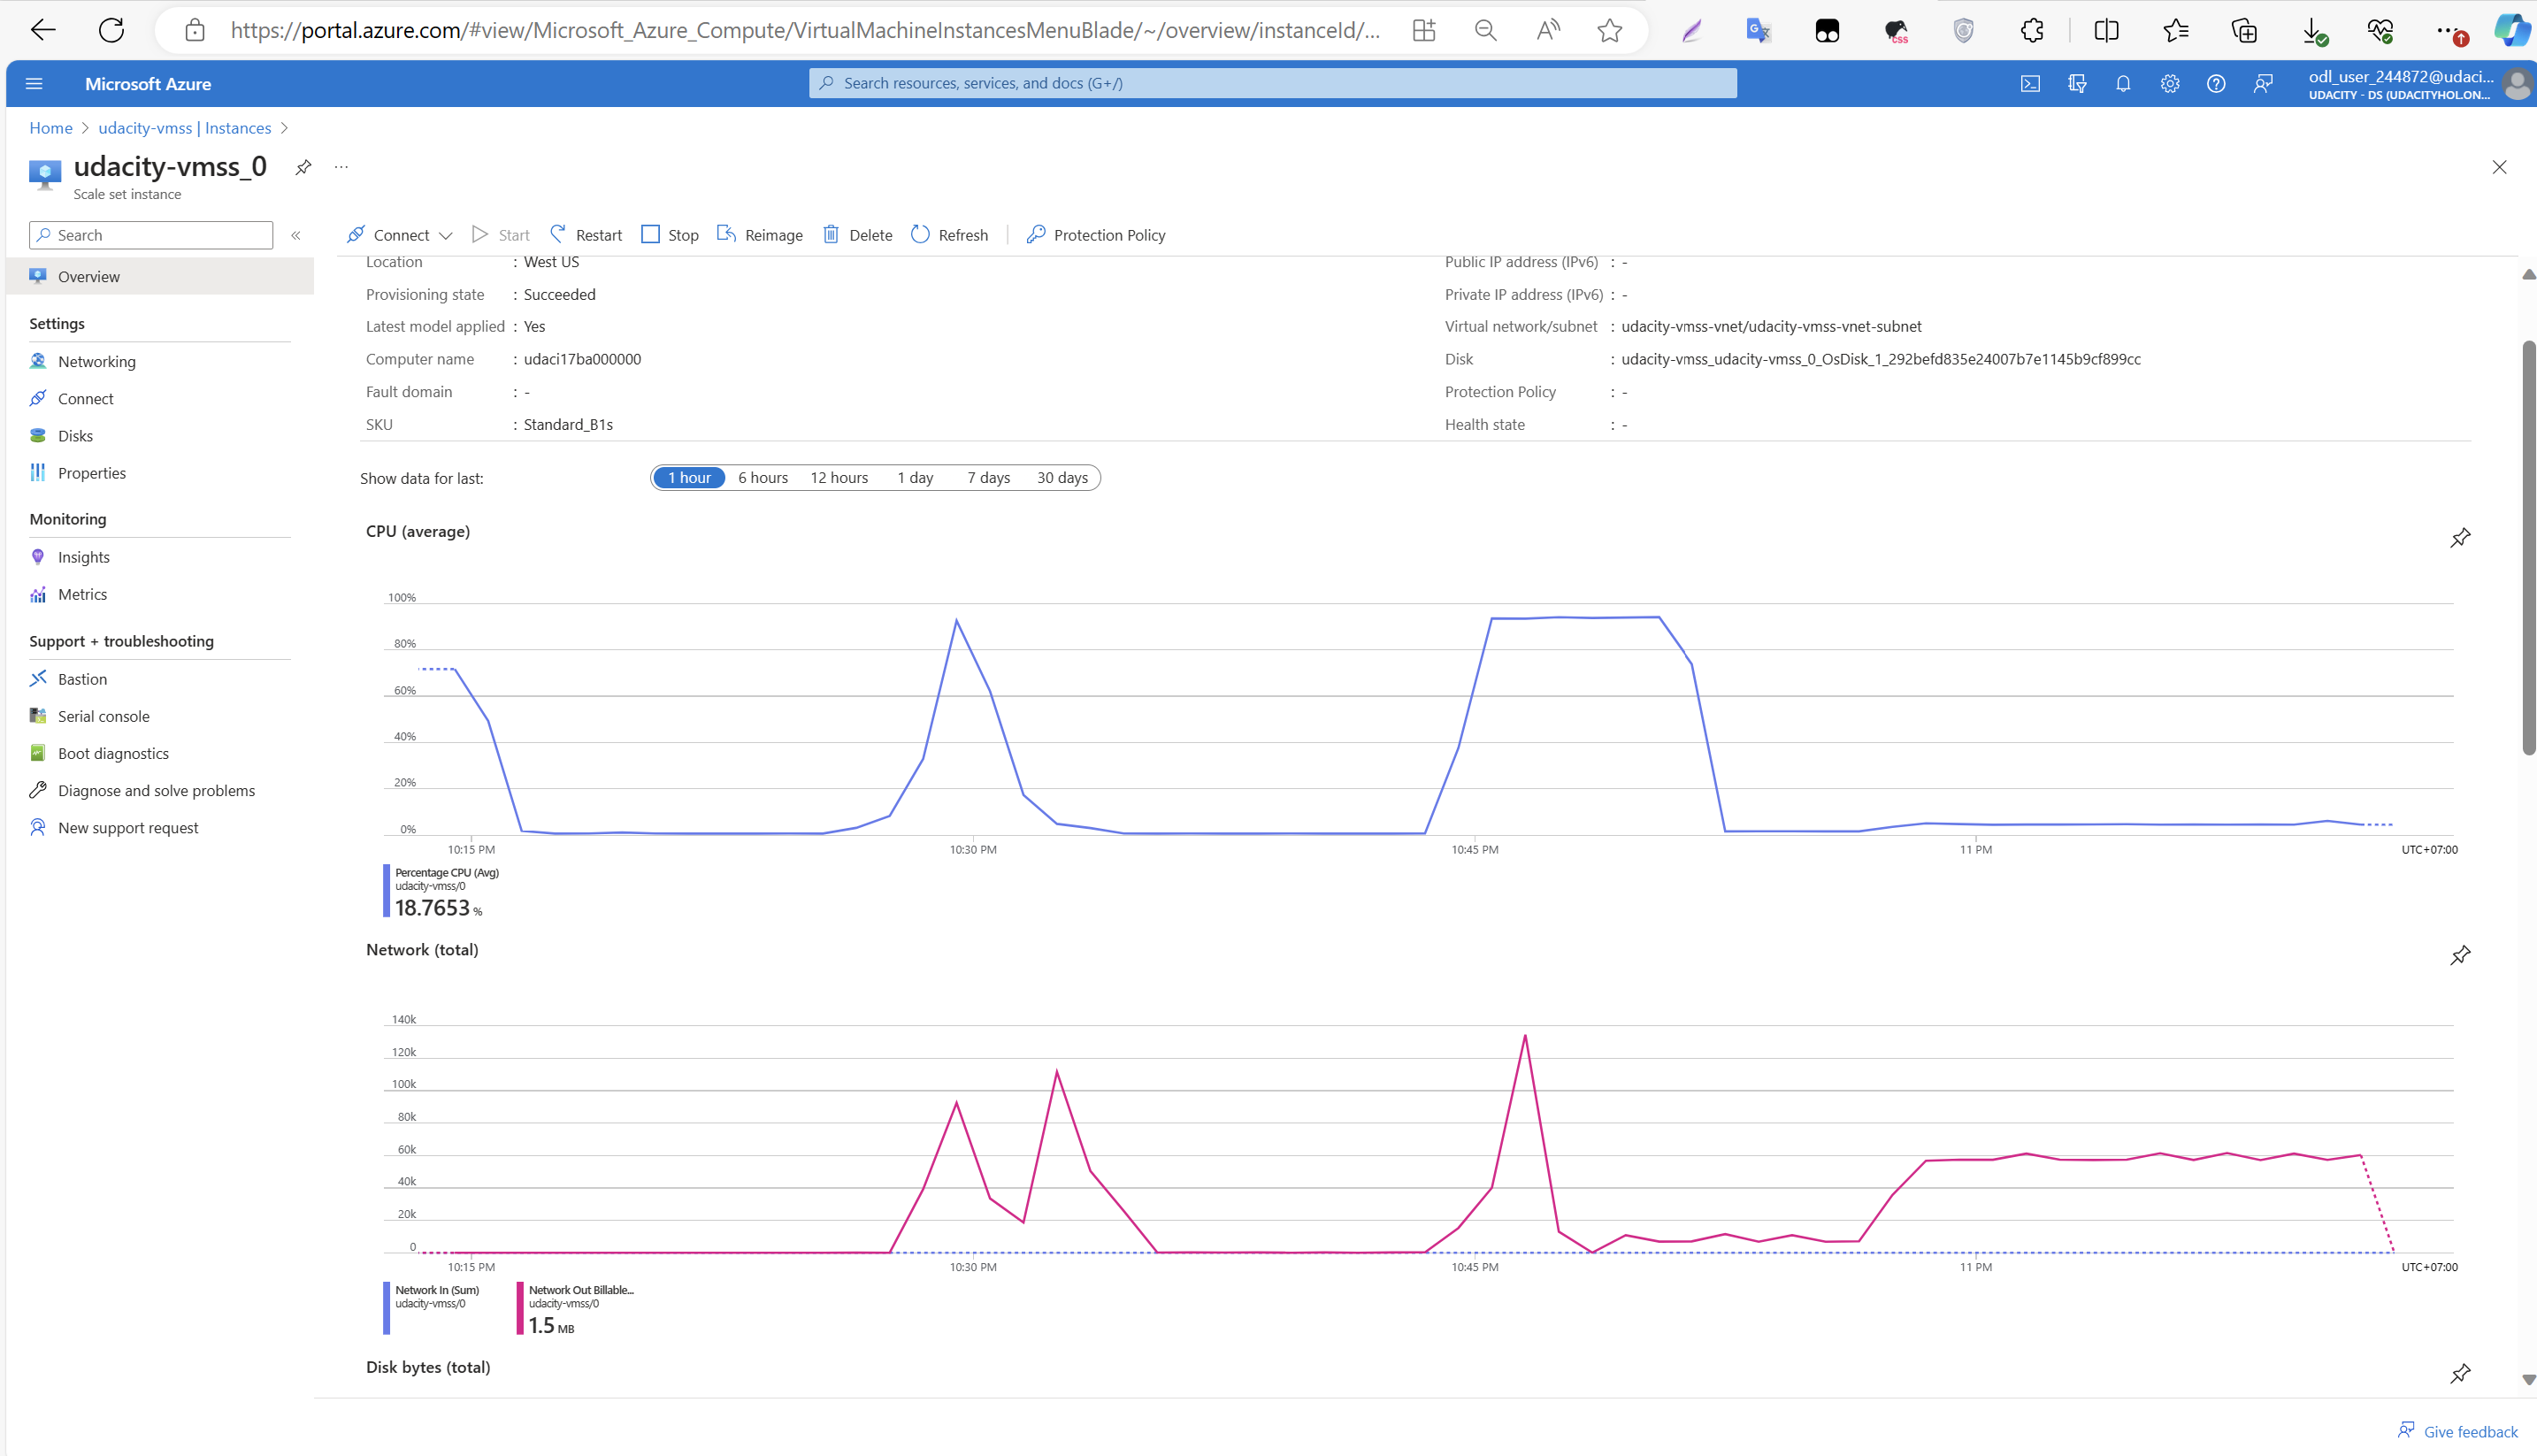 https://portal.azure.com/#view/Microsoft_Azure_Compute/VirtualMachineInstancesMenuBlade/~/overview/instanceId/...
Microsoft Azure
Search resources, services, and docs (G+/)
odl_user_244872@udaci...
UDACITY - DS (UDACITYHOL.ON...
Home > udacity-vmss | Instances >
udacity-vmss_0
Scale set instance
Search
Connect
Start
Restart
Stop
Reimage
Delete
Refresh
Protection Policy
Overview
Settings
Networking
Connect
Disks
Properties
Monitoring
Insights
Metrics
Support + troubleshooting
Bastion
Serial console
Boot diagnostics
Diagnose and solve problems
New support request
Location : West US
Provisioning state : Succeeded
Latest model applied : Yes
Computer name : udaci17ba000000
Fault domain : -
SKU : Standard_B1s
Public IP address (IPv6) : -
Private IP address (IPv6) : -
Virtual network/subnet : udacity-vmss-vnet/udacity-vmss-vnet-subnet
Disk : udacity-vmss_udacity-vmss_0_OsDisk_1_292befd835e24007b7e1145b9cf899cc
Protection Policy : -
Health state : -
Show data for last: 1 hour 6 hours 12 hours 1 day 7 days 30 days
CPU (average)
100%
80%
60%
40%
20%
0%
10:15 PM 10:30 PM 10:45 PM 11 PM UTC+07:00
Percentage CPU (Avg)
udacity-vmss/0
18.7653 %
Network (total)
140k
120k
100k
80k
60k
40k
20k
0
10:15 PM 10:30 PM 10:45 PM 11 PM UTC+07:00
Network In (Sum)
udacity-vmss/0
Network Out Billable...
udacity-vmss/0
1.5 MB
Disk bytes (total)
Give feedback